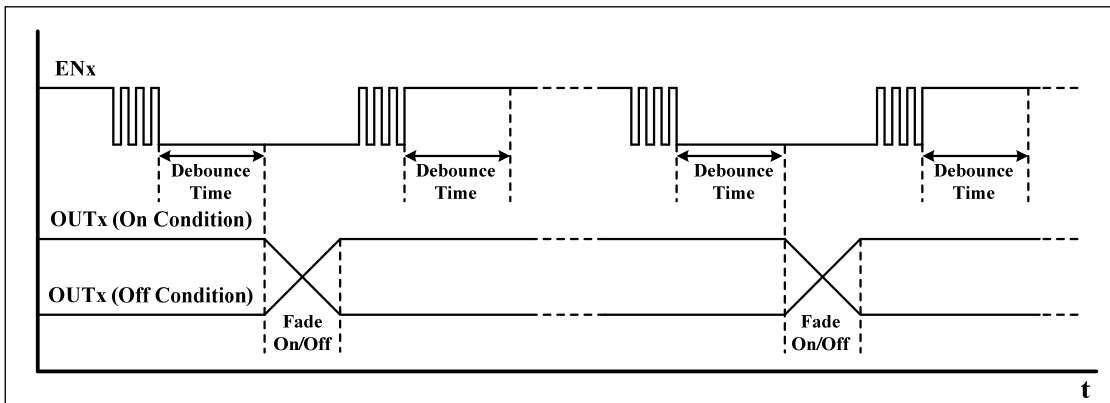 ENx
Debounce
Time
Debounce
Time
Debounce
Time
Debounce
Time
OUTx (On Condition)
OUTx (Off Condition)
Fade
On/Off
Fade
On/Off
t